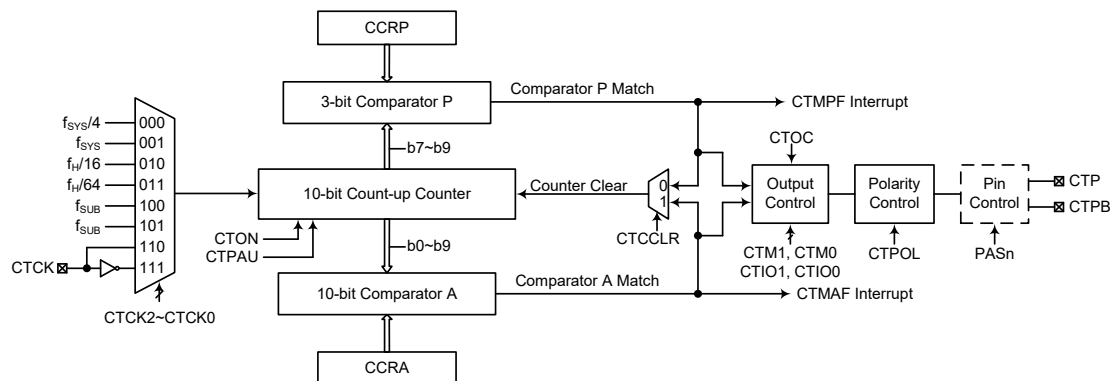 CCRP
3-bit Comparator P
Comparator P Match
CTMPF Interrupt
b7~b9
fSYS/4
000
fSYS
001
fH/16
010
fH/64
011
fSUB
100
fSUB
101
110
CTCK
111
CTCK2~CTCK0
10-bit Count-up Counter
CTON
CTPAU
Counter Clear
0
1
CTCCLR
CTOC
Output
Control
CTM1, CTM0
CTIO1, CTIO0
Polarity
Control
CTPOL
Pin
Control
PASn
CTP
CTPB
b0~b9
10-bit Comparator A
Comparator A Match
CTMAF Interrupt
CCRA